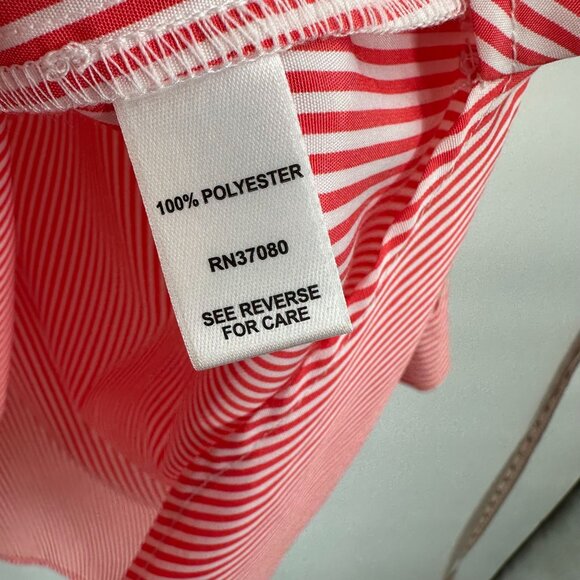 100% POLYESTER
RN37080
SEE REVERSE
FOR CARE